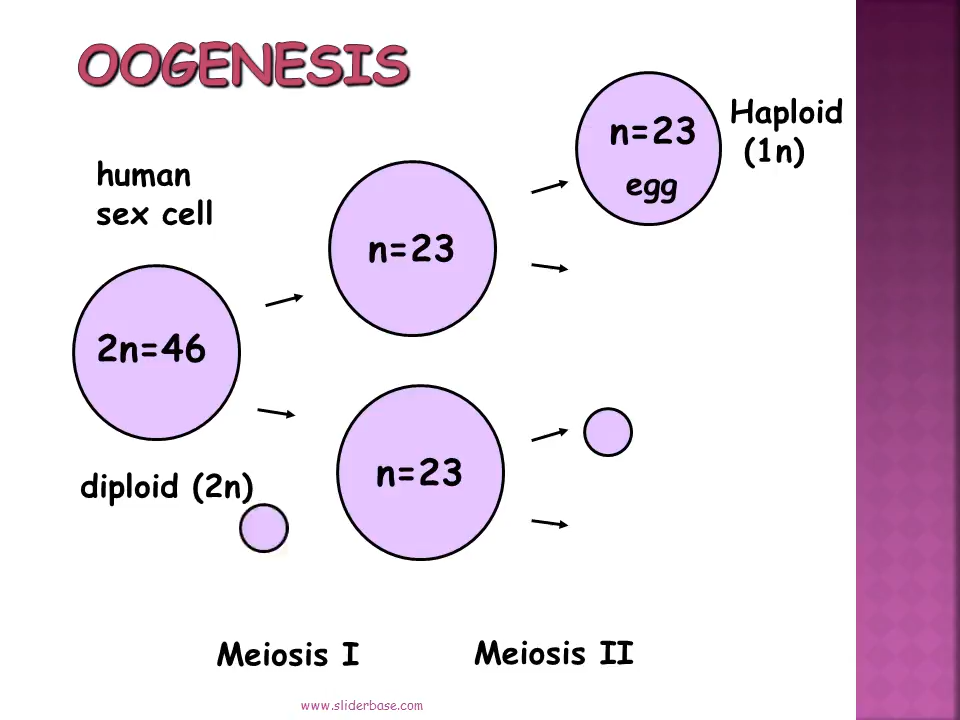 OOGENESIS
human
sex cell
2n=46
diploid (2n)
n=23
n=23
n=23
egg
Haploid
(1n)
Meiosis I
Meiosis II
www.sliderbase.com